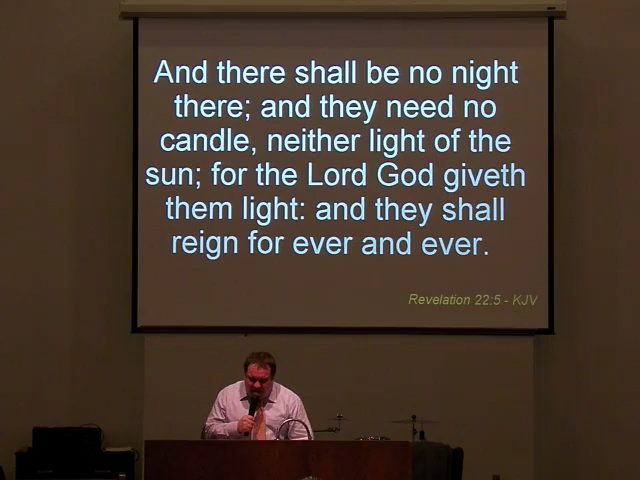 And there shall be no night
there; and they need no
candle, neither light of the
sun; for the Lord God giveth
them light: and they shall
reign for ever and ever.
Revelation 22:5 - KJV